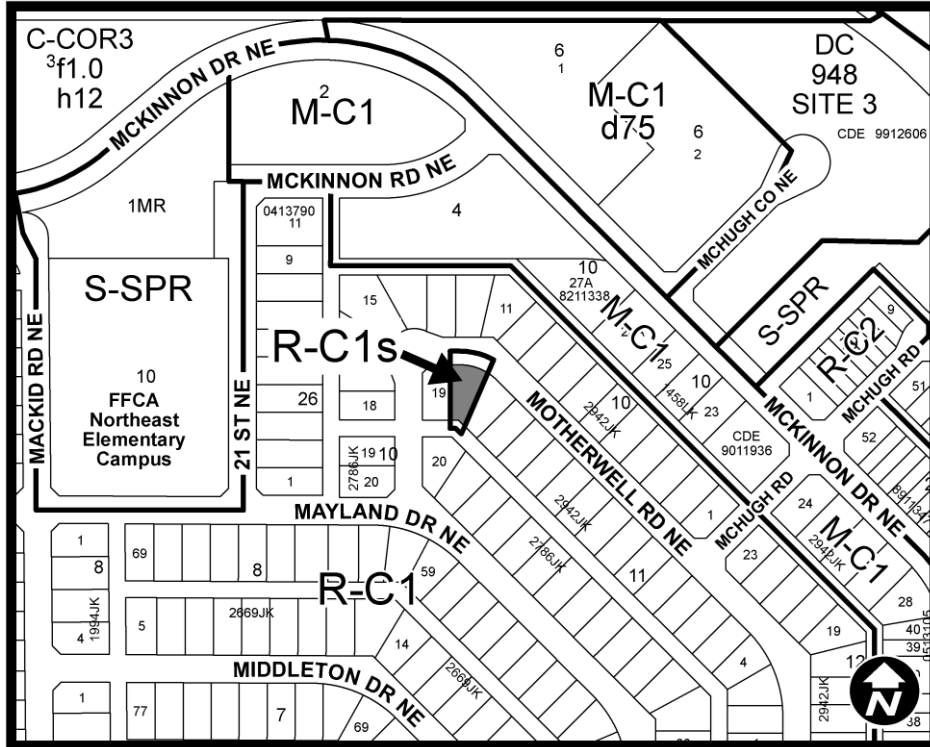 C-COR3
3f1.0
h12
MCKINNON DR NE
2
M-C1
6
1
M-C1
d75
6
2
DC
948
SITE 3
CDE 9912606
MCKINNON RD NE
MCHUGH CO NE
1MR
0413790
11
4
9
S-SPR
10
27A
8211338
M-C1
S-SPR
15
11
9
R-C2
R-C1s
25
10
MCHUGH RD
10
FFCA
Northeast
Elementary
Campus
MACKID RD NE
21 ST NE
26
19
18
10
2942JK
1458LK
23
1
51
MOTHERWELL RD NE
MCKINNON DR NE
CDE
9011936
52
19
10
2786JK
20
20
1
2942JK
1
MCHUGH RD
24
8911347
MAYLAND DR NE
2786JK
M-C1
2942JK
1
69
8
8
59
11
23
R-C1
28
1994JK
5
2669JK
4
14
19
40
39
0513105
MIDDLETON DR NE
2669JK
4
12
N
1
77
7
69
2942JK
38